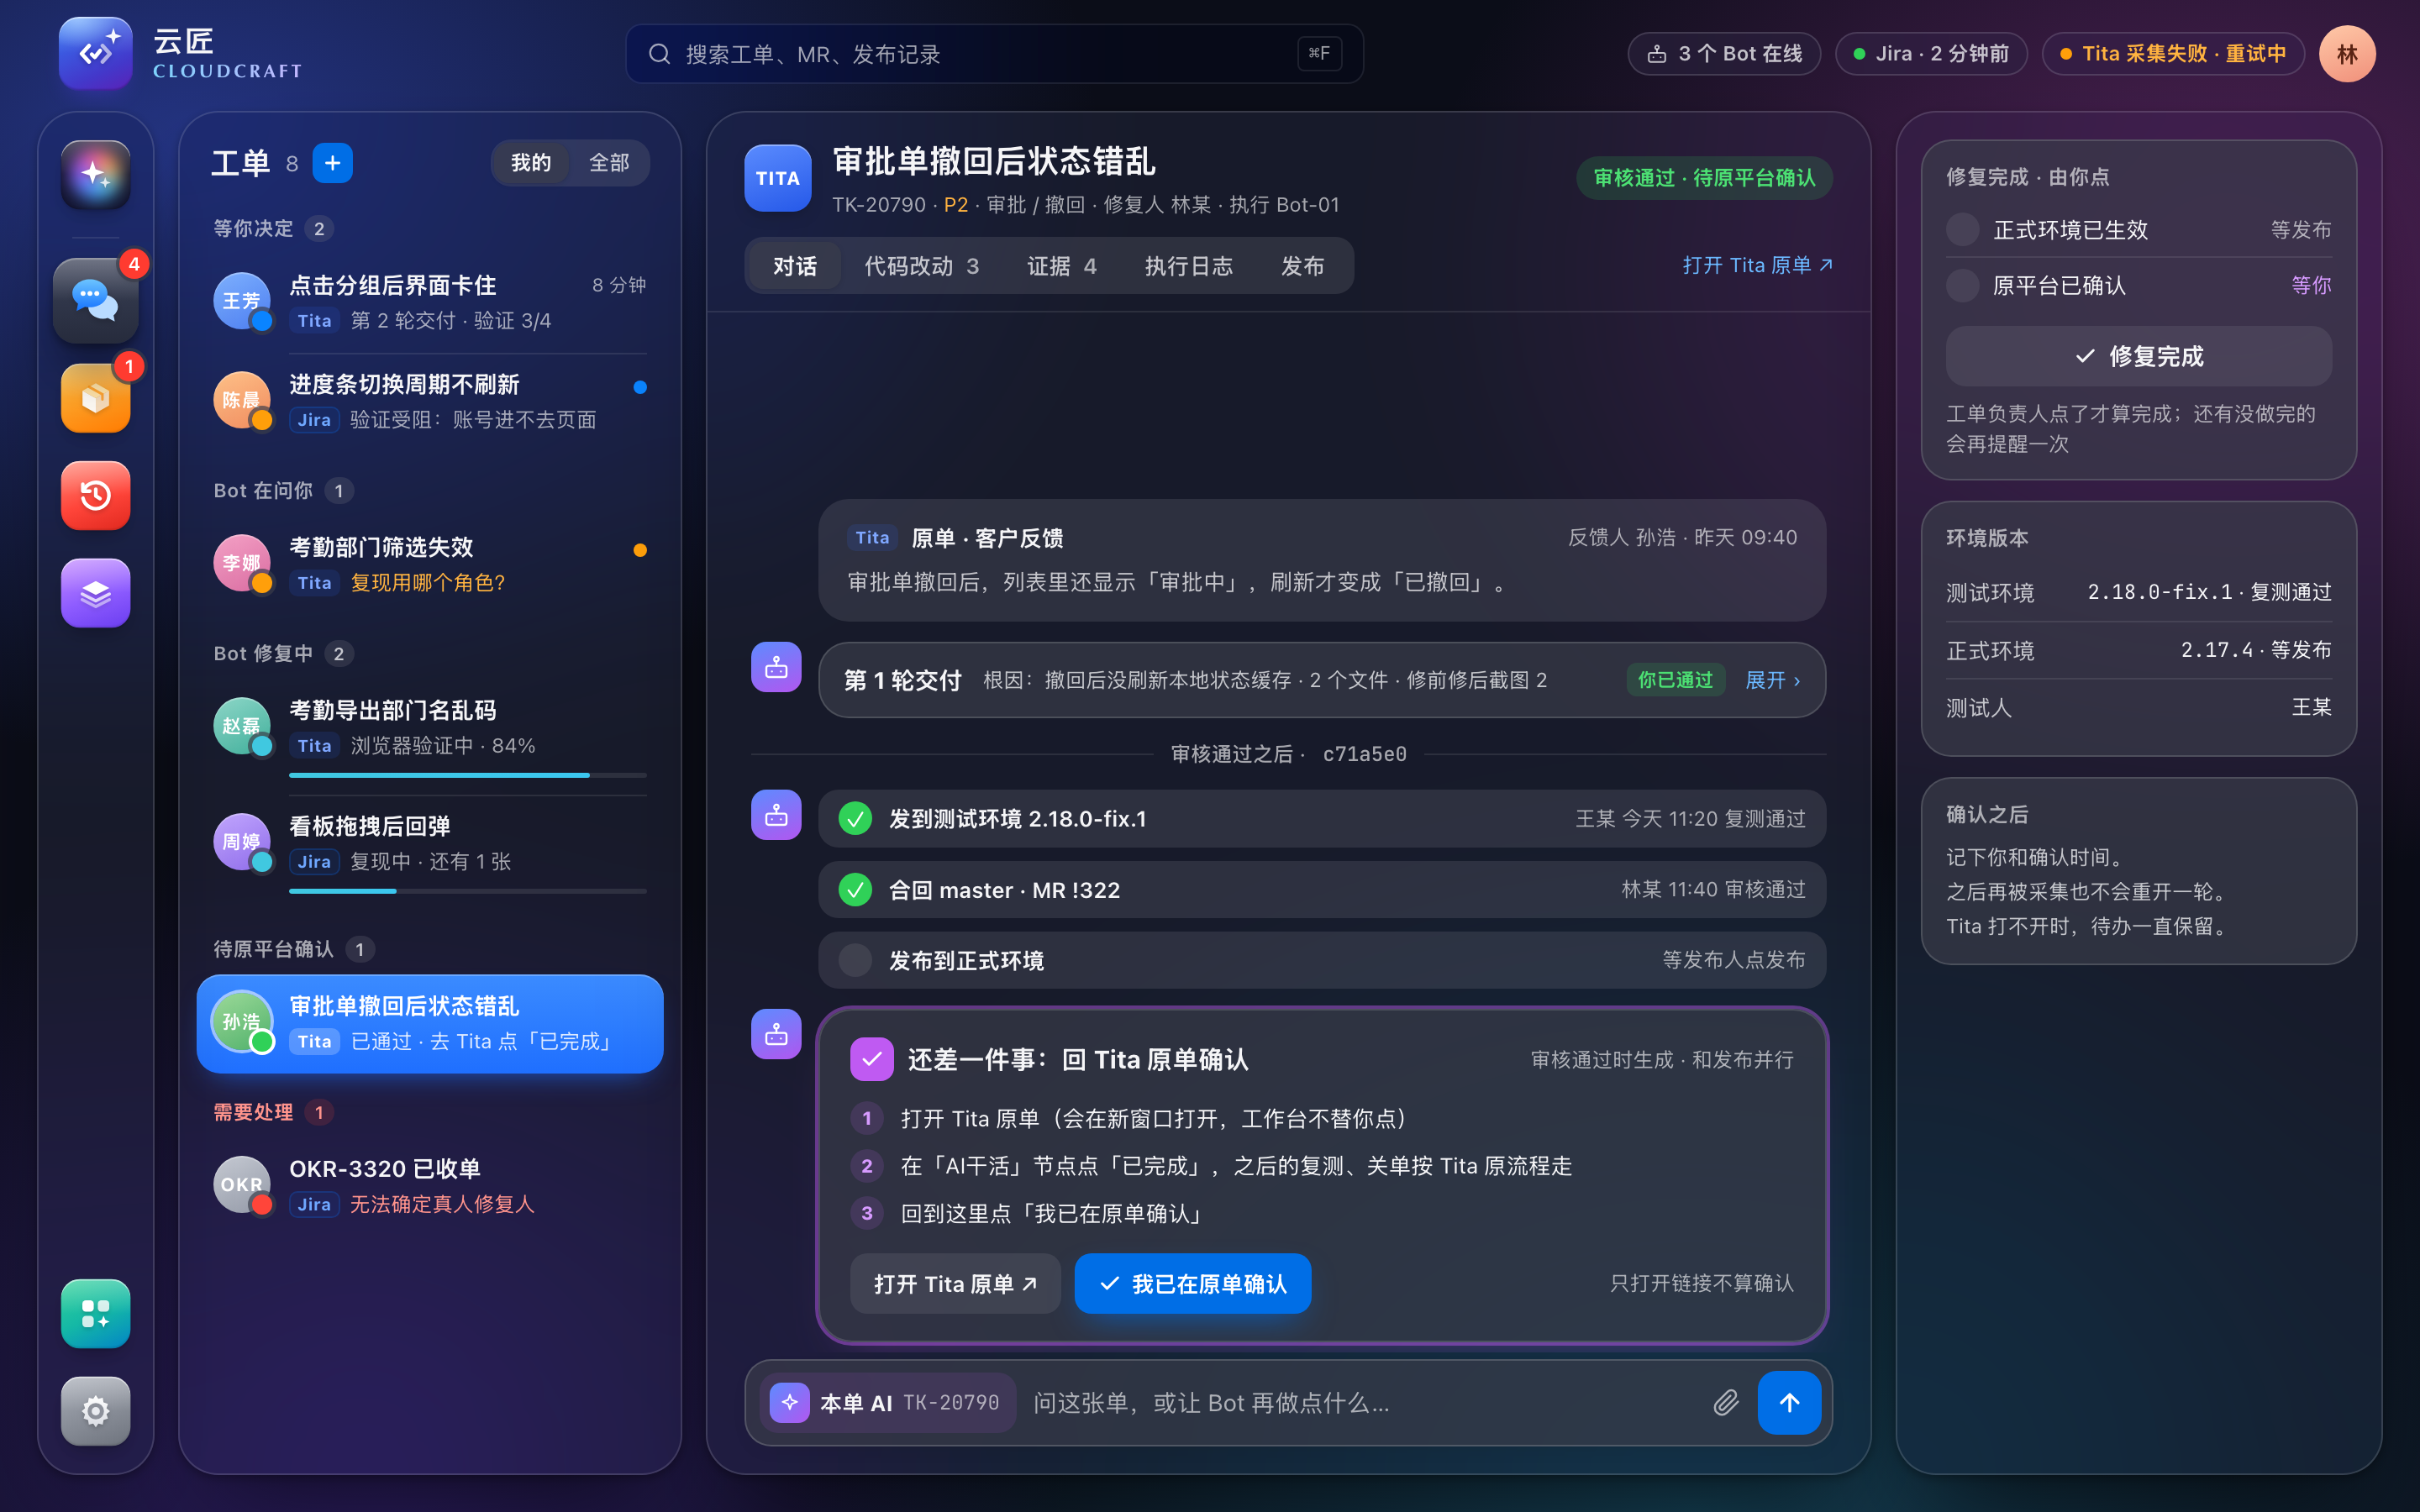 云匠
CLOUDCRAFT
搜索工单、MR、发布记录
⌘F
3 个 Bot 在线
Jira · 2 分钟前
Tita 采集失败 · 重试中
林
4
1
工单 8
我的
全部
等你决定 2
王芳
点击分组后界面卡住
8 分钟
Tita 第 2 轮交付 · 验证 3/4
陈晨
进度条切换周期不刷新
Jira 验证受阻：账号进不去页面
Bot 在问你 1
李娜
考勤部门筛选失效
Tita 复现用哪个角色?
Bot 修复中 2
赵磊
考勤导出部门名乱码
Tita 浏览器验证中 · 84%
周婷
看板拖拽后回弹
Jira 复现中 · 还有 1 张
待原平台确认 1
孙浩
审批单撤回后状态错乱
Tita 已通过 · 去 Tita 点「已完成」
需要处理 1
OKR
OKR-3320 已收单
Jira 无法确定真人修复人
TITA
审批单撤回后状态错乱
TK-20790 · P2 · 审批 / 撤回 · 修复人 林某 · 执行 Bot-01
审核通过 · 待原平台确认
对话
代码改动 3
证据 4
执行日志
发布
打开 Tita 原单 ↗
Tita 原单 · 客户反馈
反馈人 孙浩 · 昨天 09:40
审批单撤回后，列表里还显示「审批中」，刷新才变成「已撤回」。
第 1 轮交付 根因：撤回后没刷新本地状态缓存 · 2 个文件 · 修前修后截图 2
你已通过
展开 ›
审核通过之后 · c71a5e0
发到测试环境 2.18.0-fix.1
王某 今天 11:20 复测通过
合回 master · MR !322
林某 11:40 审核通过
发布到正式环境
等发布人点发布
还差一件事：回 Tita 原单确认
审核通过时生成 · 和发布并行
1 打开 Tita 原单（会在新窗口打开，工作台不替你点）
2 在「AI干活」节点点「已完成」，之后的复测、关单按 Tita 原流程走
3 回到这里点「我已在原单确认」
打开 Tita 原单 ↗
我已在原单确认
只打开链接不算确认
本单 AI TK-20790
问这张单，或让 Bot 再做点什么…
修复完成 · 由你点
正式环境已生效 等发布
原平台已确认 等你
修复完成
工单负责人点了才算完成；还有没做完的
会再提醒一次
环境版本
测试环境 2.18.0-fix.1 · 复测通过
正式环境 2.17.4 · 等发布
测试人 王某
确认之后
记下你和确认时间。
之后再被采集也不会重开一轮。
Tita 打不开时，待办一直保留。